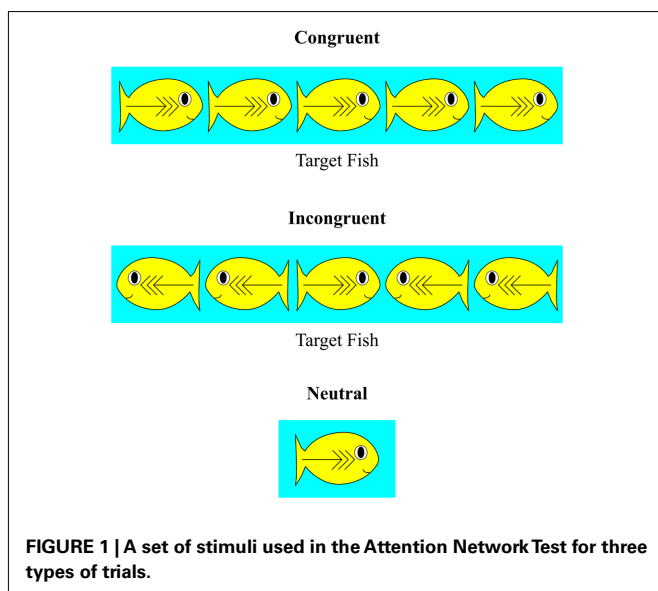 Congruent
Target Fish
Incongruent
Target Fish
Neutral
FIGURE 1 | A set of stimuli used in the Attention Network Test for three
types of trials.